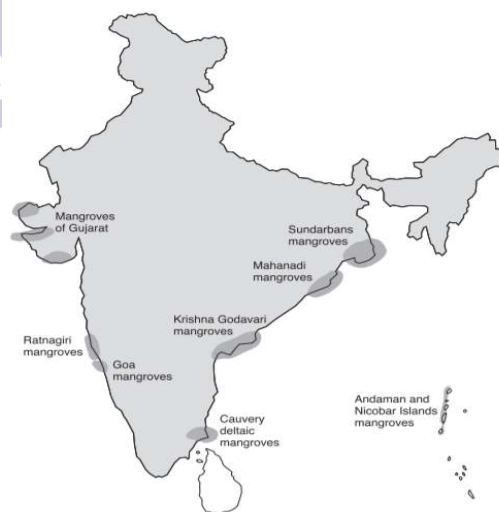 Mangroves
of Gujarat
Sundarbans
mangroves
Mahanadi
mangroves
Krishna Godavari
mangroves
Ratnagiri
mangroves
Goa
mangroves
Andaman and
Nicobar Islands
mangroves
Cauvery
deltaic
mangroves